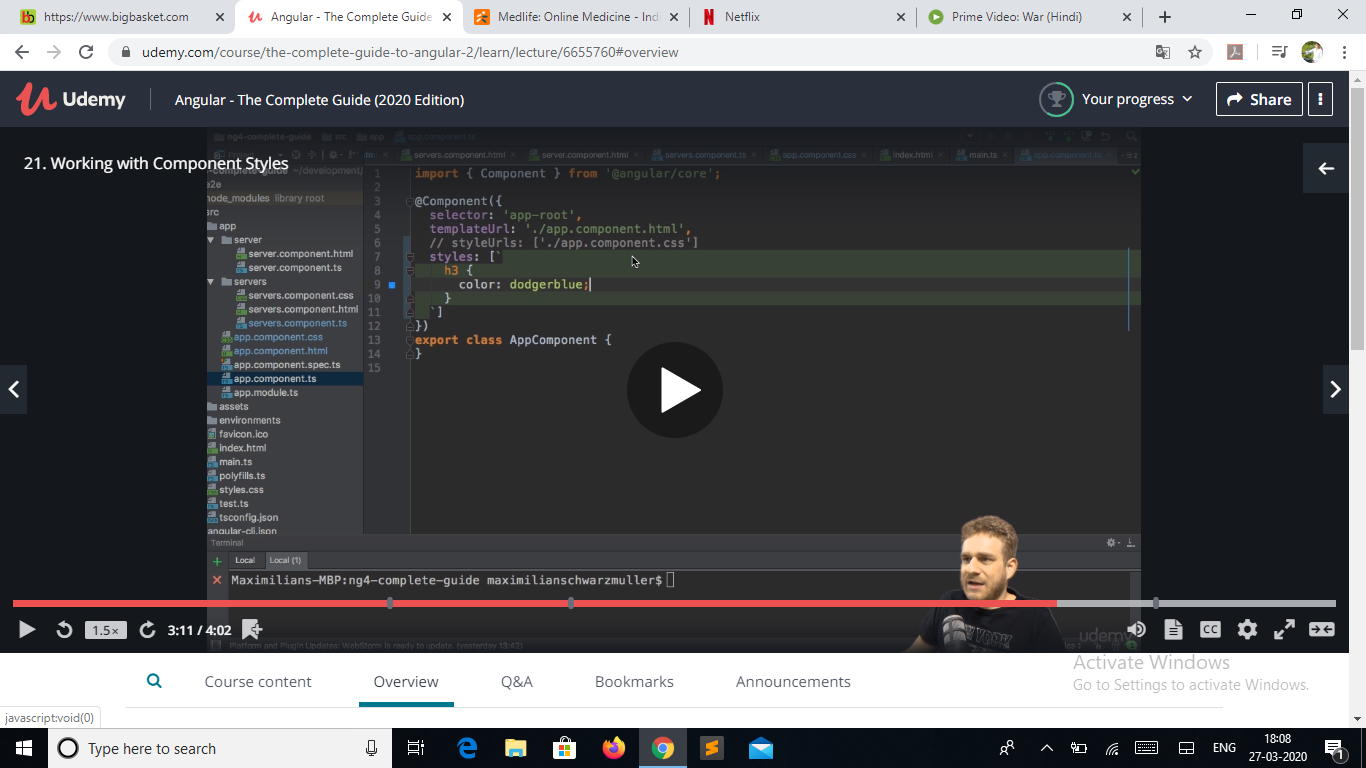 https://www.bigbasket.com
Angular - The Complete Guide
Medlife: Online Medicine - Ind
Netflix
Prime Video: War (Hindi)
udemy.com/course/the-complete-guide-to-angular-2/learn/lecture/6655760#overview
Udemy
Angular - The Complete Guide (2020 Edition)
Your progress
Share
ng4-complete-guide src app app.component.ts
21. Working with Component Styles
servers.component.html server.component.html servers.component.ts app.component.css index.html main.ts app.component.ts
-complete-guide ~/development/
e2e
node_modules library root
src
app
server
server.component.html
server.component.ts
servers
servers.component.css
servers.component.html
servers.component.ts
app.component.css
app.component.html
app.component.spec.ts
app.component.ts
app.module.ts
assets
environments
favicon.ico
index.html
main.ts
polyfills.ts
styles.css
test.ts
tsconfig.json
angular-cli.json
1 import { Component } from '@angular/core';
2
3 @Component({
4 selector: 'app-root',
5 templateUrl: './app.component.html',
6 // styleUrls: ['./app.component.css']
7 styles: [`
8 h3 {
9 color: dodgerblue;
10 }
11 `]
12 })
13 export class AppComponent {
14 }
15
Terminal
+ Local Local (1)
Maximilians-MBP:ng4-complete-guide maximilianschwarzmuller$
1.5×
3:11 / 4:02
CC
udemy
Platform and Plugin Updates: WebStorm is ready to update. (yesterday 13:42)
Activate Windows
Go to Settings to activate Windows.
Course content
Overview
Q&A
Bookmarks
Announcements
javascript:void(0)
Type here to search
ENG
18:08
27-03-2020
1